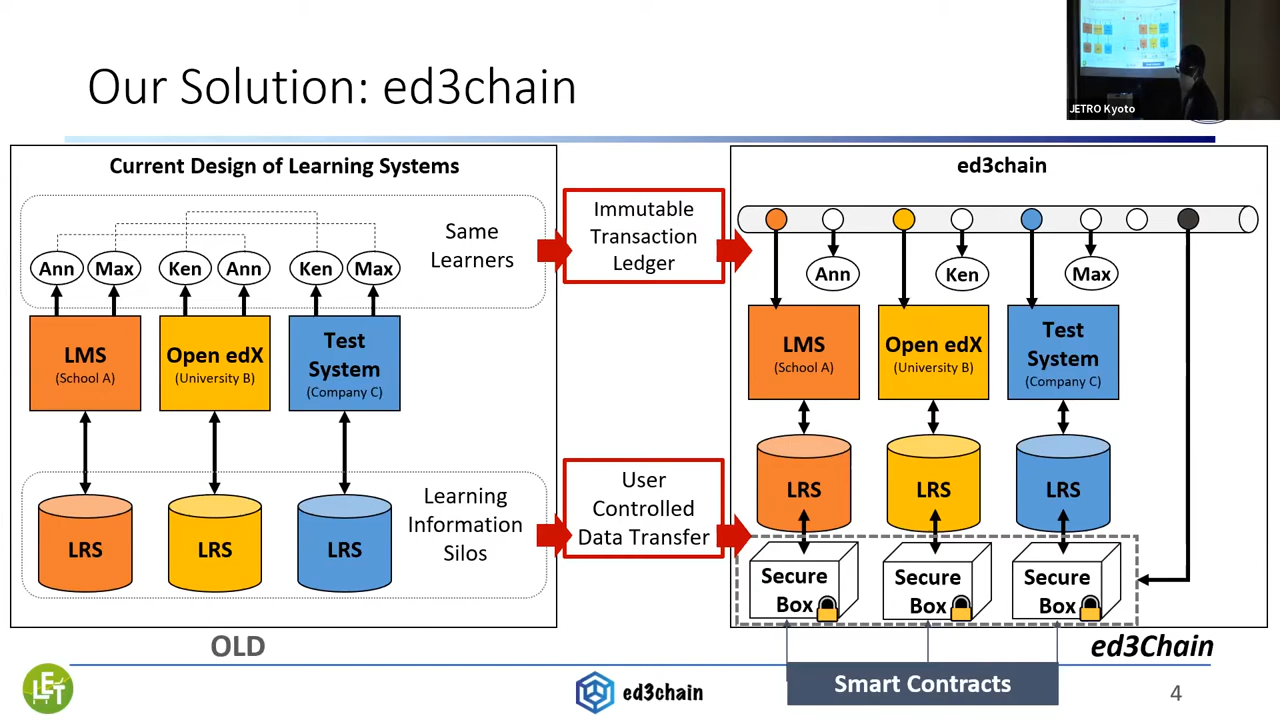 Our Solution: ed3chain
JETRO Kyoto
Current Design of Learning Systems
Same
Learners
Ann
Max
Ken
Ann
Ken
Max
LMS
(School A)
Open edX
(University B)
Test
System
(Company C)
LRS
LRS
LRS
Learning
Information
Silos
OLD
Immutable
Transaction
Ledger
User
Controlled
Data Transfer
ed3chain
Ann
Ken
Max
LMS
(School A)
Open edX
(University B)
Test
System
(Company C)
LRS
LRS
LRS
Secure
Box
Secure
Box
Secure
Box
ed3Chain
Smart Contracts
LET
ed3chain
4